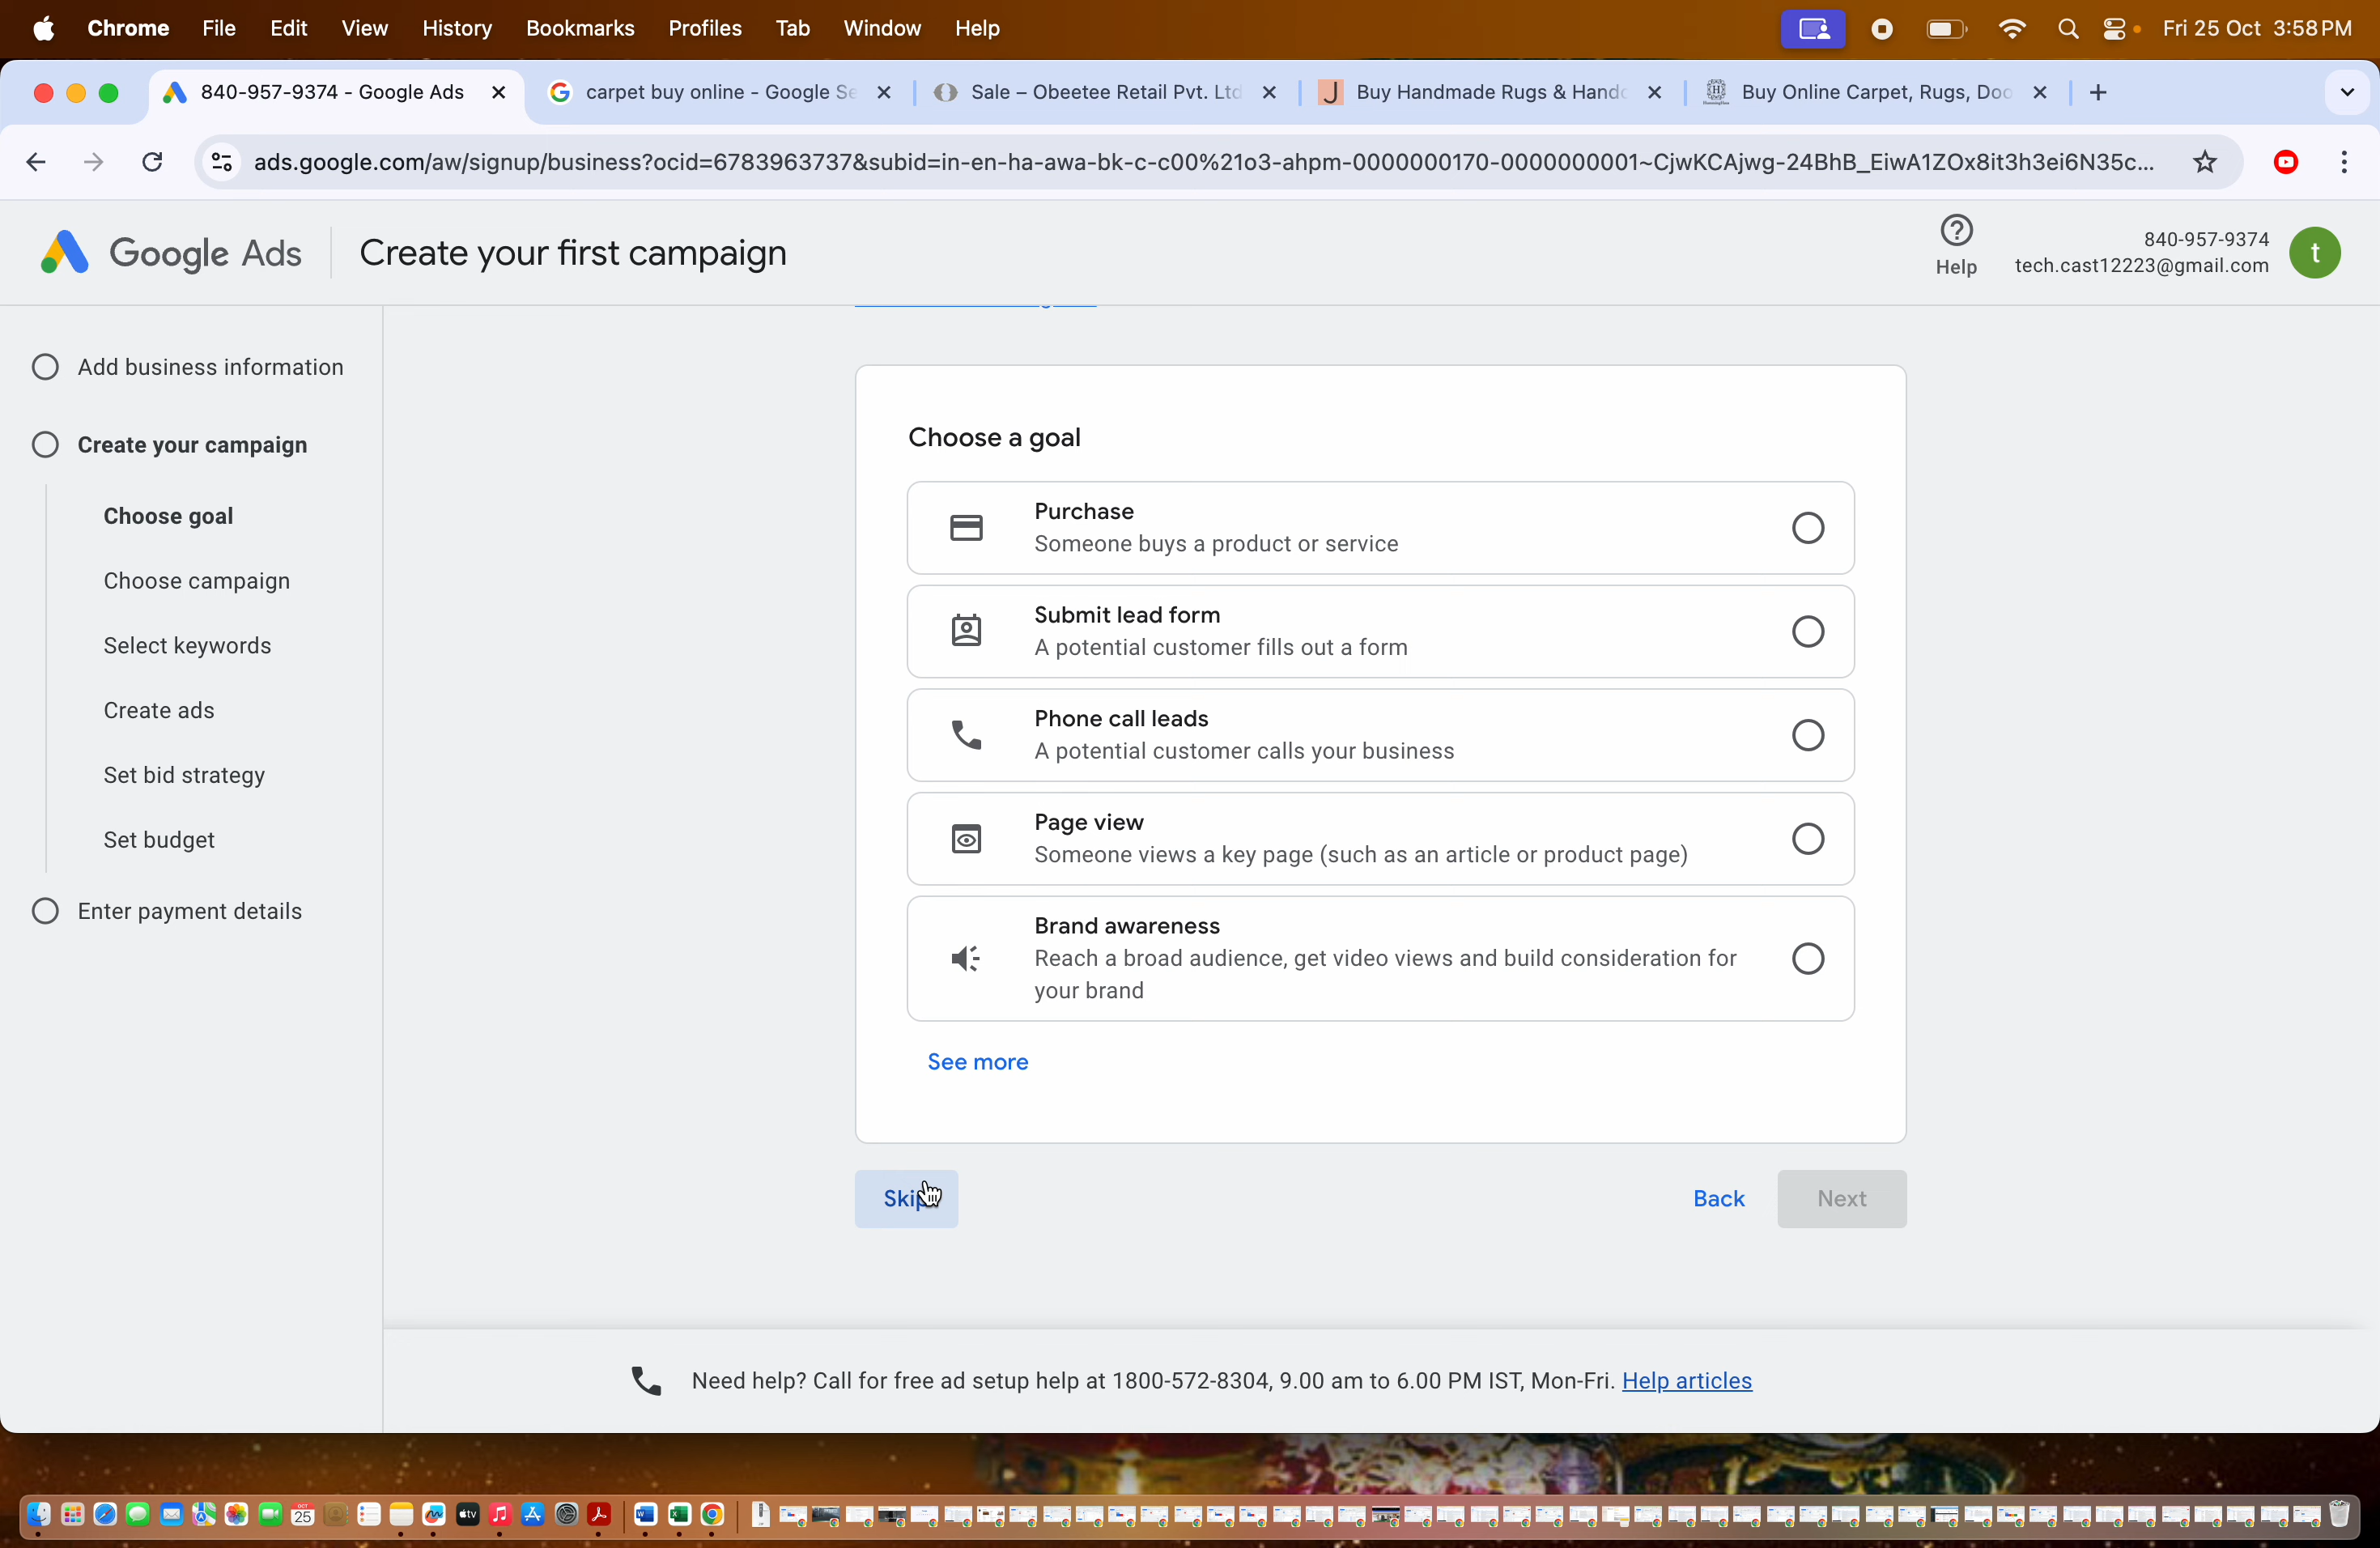 Chrome File Edit View History Bookmarks Profiles Tab Window Help Fri 25 Oct 3:58 PM
840-957-9374 - Google Ads carpet buy online - Google Se Sale – Obeetee Retail Pvt. Ltd Buy Handmade Rugs & Hand Buy Online Carpet, Rugs, Doo
ads.google.com/aw/signup/business?ocid=6783963737&subid=in-en-ha-awa-bk-c-c00%21o3-ahpm-0000000170-0000000001~CjwKCAjwg-24BhB_EiwA1ZOx8it3h3ei6N35c...
Google Ads Create your first campaign
Help
840-957-9374
tech.cast12223@gmail.com
t
Add business information
Create your campaign
Choose goal
Choose campaign
Select keywords
Create ads
Set bid strategy
Set budget
Enter payment details
Choose a goal
Purchase
Someone buys a product or service
Submit lead form
A potential customer fills out a form
Phone call leads
A potential customer calls your business
Page view
Someone views a key page (such as an article or product page)
Brand awareness
Reach a broad audience, get video views and build consideration for
your brand
See more
Skip Back Next
Need help? Call for free ad setup help at 1800-572-8304, 9.00 am to 6.00 PM IST, Mon-Fri. Help articles
OCT
25
tv